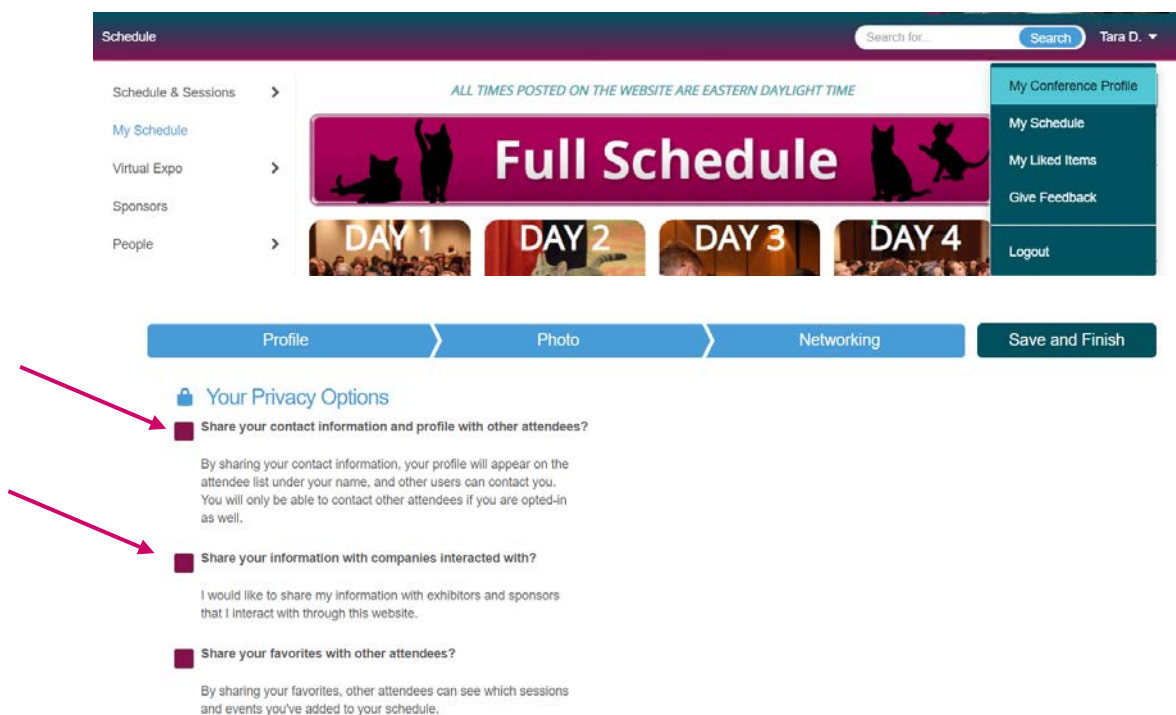 Schedule
Search for...
Search
Tara D.
Schedule & Sessions
My Schedule
Virtual Expo
Sponsors
People
ALL TIMES POSTED ON THE WEBSITE ARE EASTERN DAYLIGHT TIME
Full Schedule
DAY 1
DAY 2
DAY 3
DAY 4
My Conference Profile
My Schedule
My Liked Items
Give Feedback
Logout
Profile
Photo
Networking
Save and Finish
Your Privacy Options
Share your contact information and profile with other attendees?
By sharing your contact information, your profile will appear on the
attendee list under your name, and other users can contact you.
You will only be able to contact other attendees if you are opted-in
as well.
Share your information with companies interacted with?
I would like to share my information with exhibitors and sponsors
that I interact with through this website.
Share your favorites with other attendees?
By sharing your favorites, other attendees can see which sessions
and events you've added to your schedule.